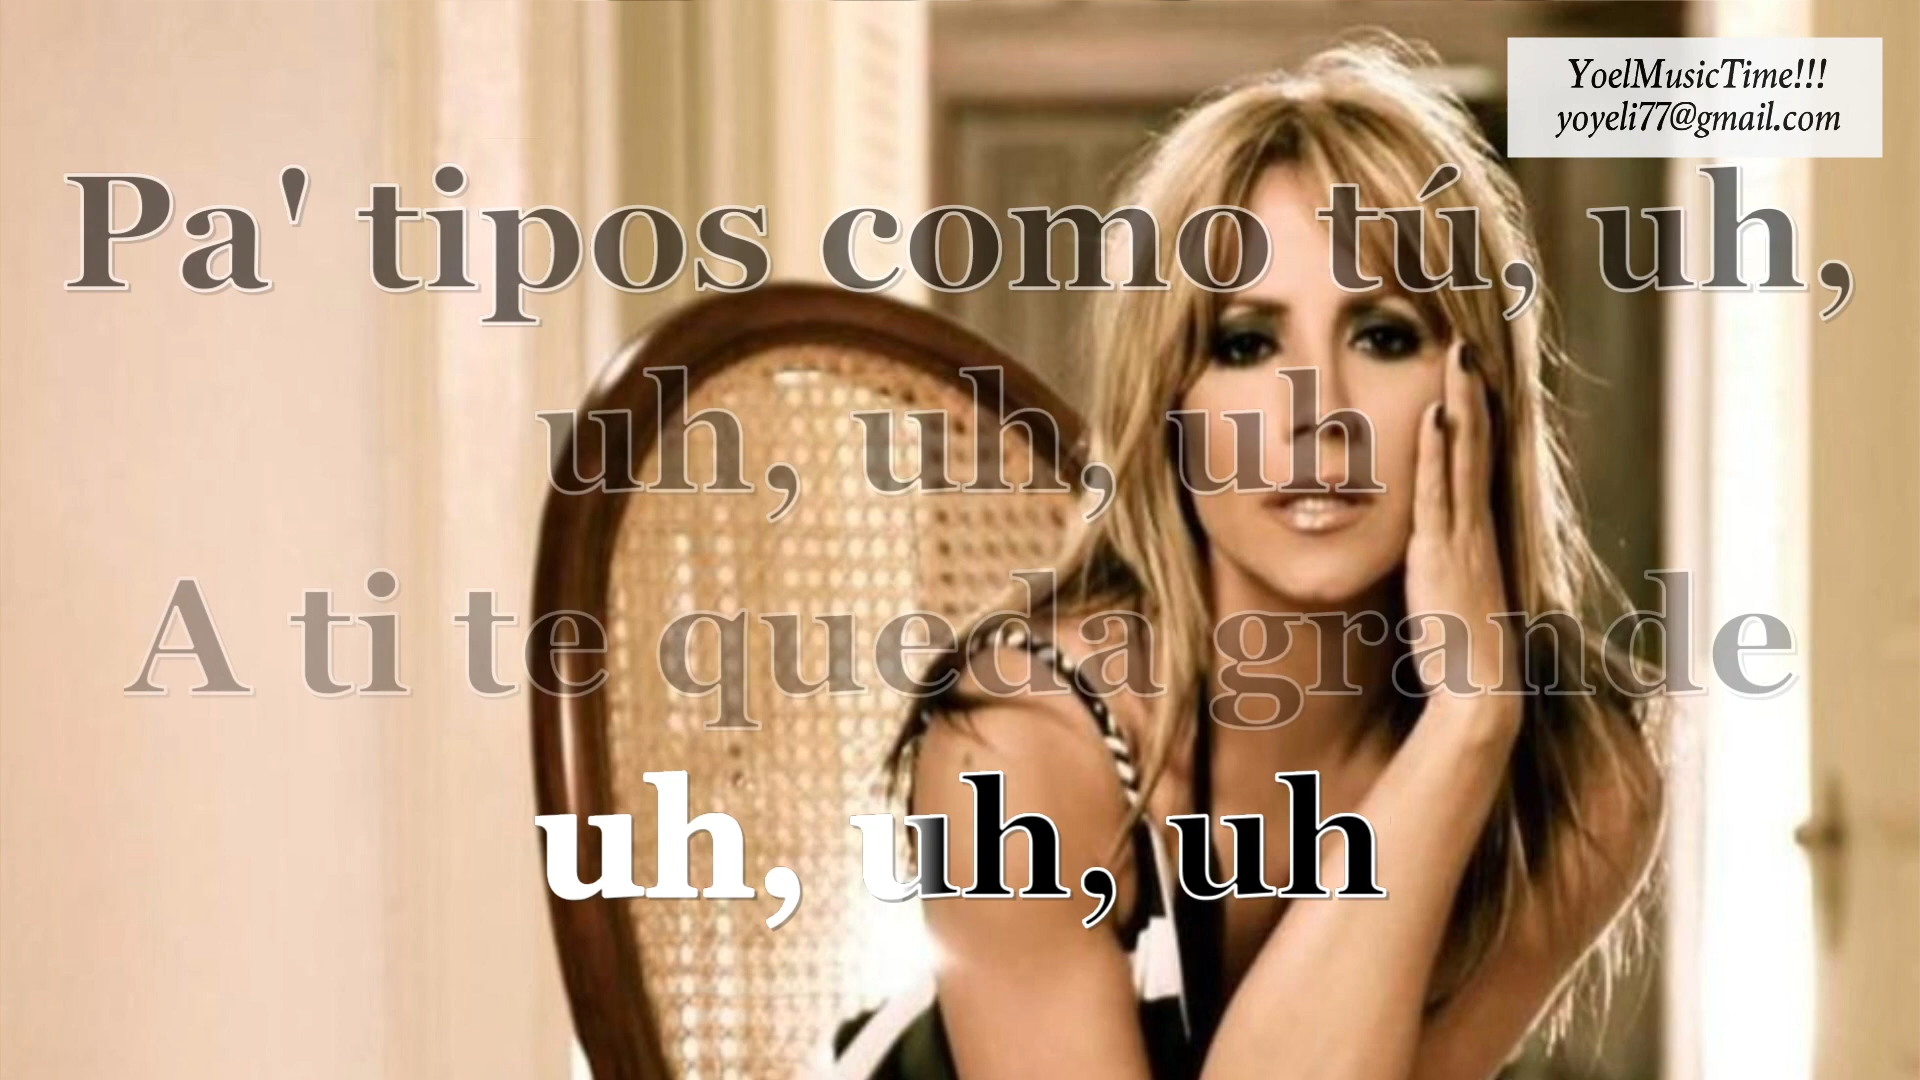 YoelMusicTime!!!
yoyeli77@gmail.com
Pa' tipos como tú, uh,
uh, uh, uh
A ti te queda grande
uh, uh, uh